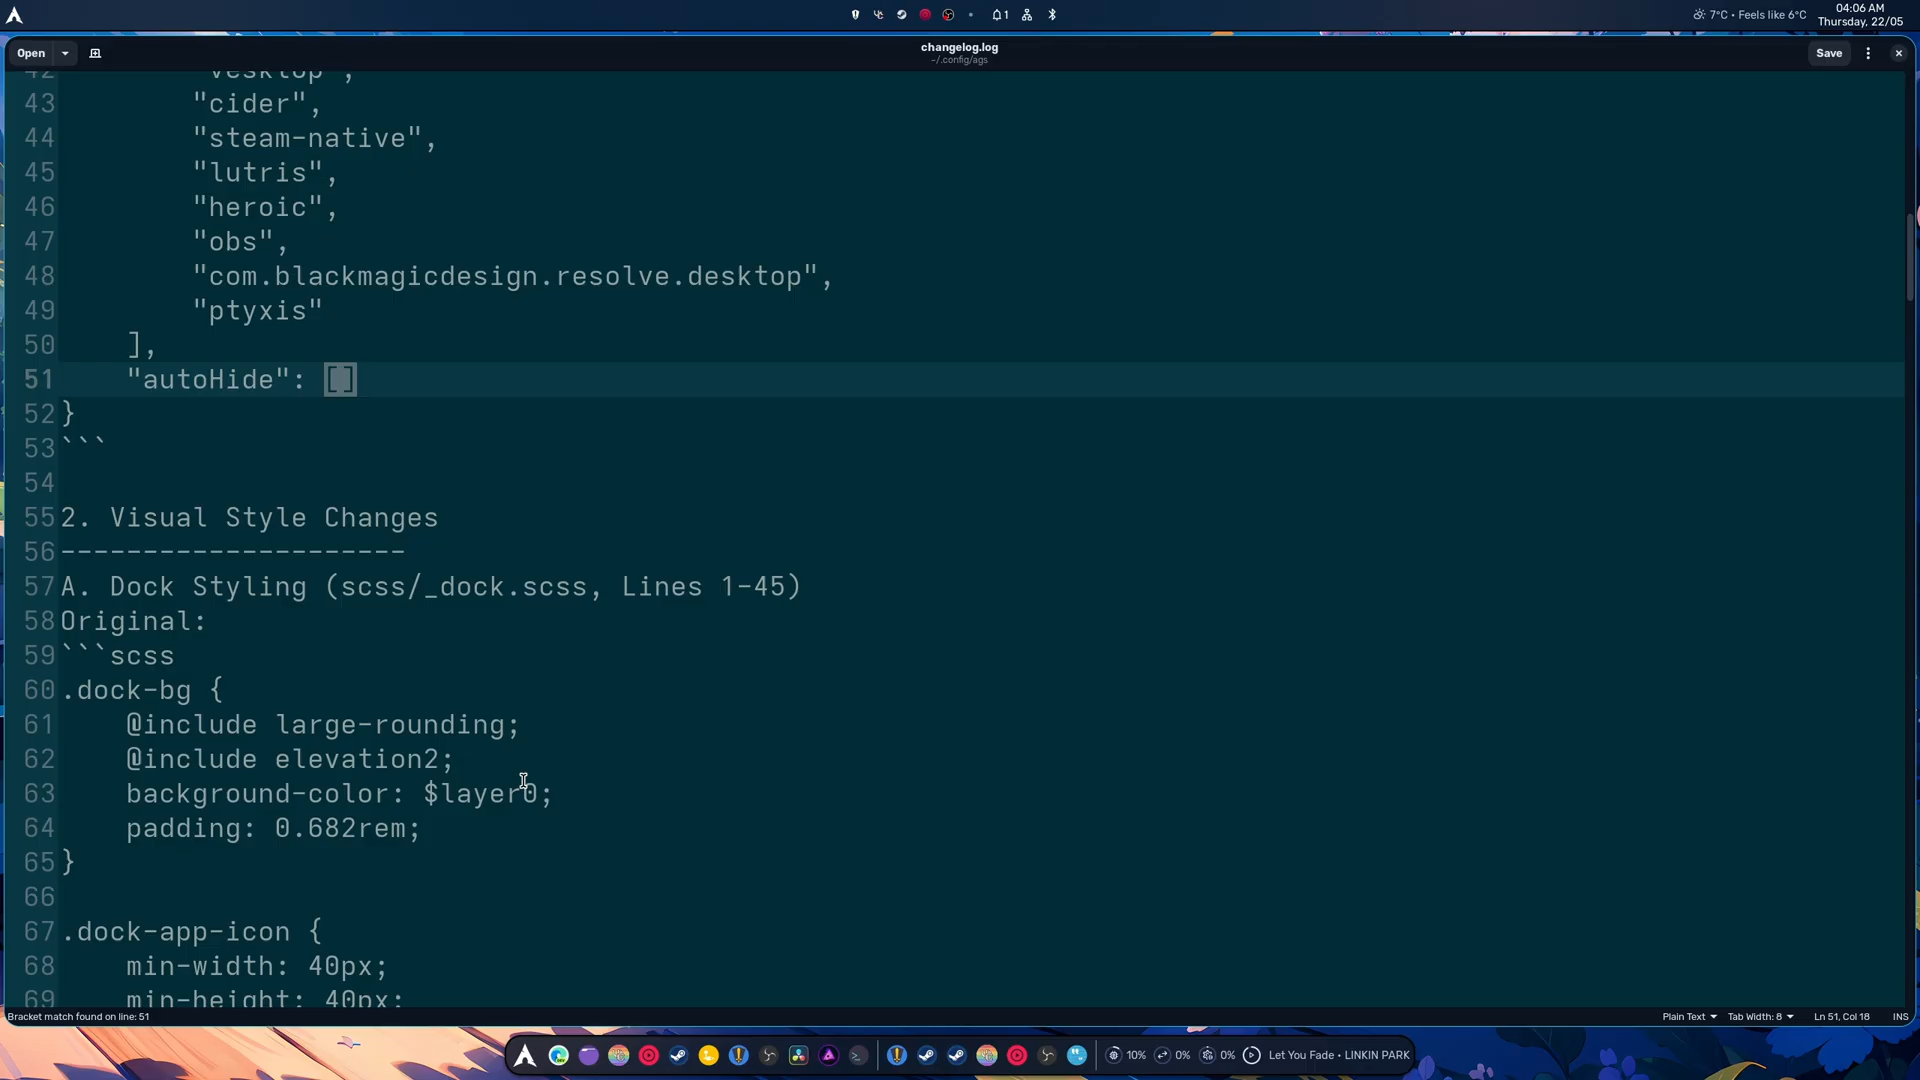 7°C • Feels like 6°C
04:06 AM
Thursday, 22/05
1
Open
changelog.log
~/.config/ags
Save
42 "vesktop",
43 "cider",
44 "steam-native",
45 "lutris",
46 "heroic",
47 "obs",
48 "com.blackmagicdesign.resolve.desktop",
49 "ptyxis"
50 ],
51 "autoHide": []
52 }
53 ```
54
55 2. Visual Style Changes
56 ---------------------
57 A. Dock Styling (scss/_dock.scss, Lines 1-45)
58 Original:
59 ```scss
60 .dock-bg {
61 @include large-rounding;
62 @include elevation2;
63 background-color: $layer0;
64 padding: 0.682rem;
65 }
66
67 .dock-app-icon {
68 min-width: 40px;
69 min-height: 40px;
Bracket match found on line: 51
Plain Text
Tab Width: 8
Ln 51, Col 18
INS
10%
0%
0%
Let You Fade • LINKIN PARK